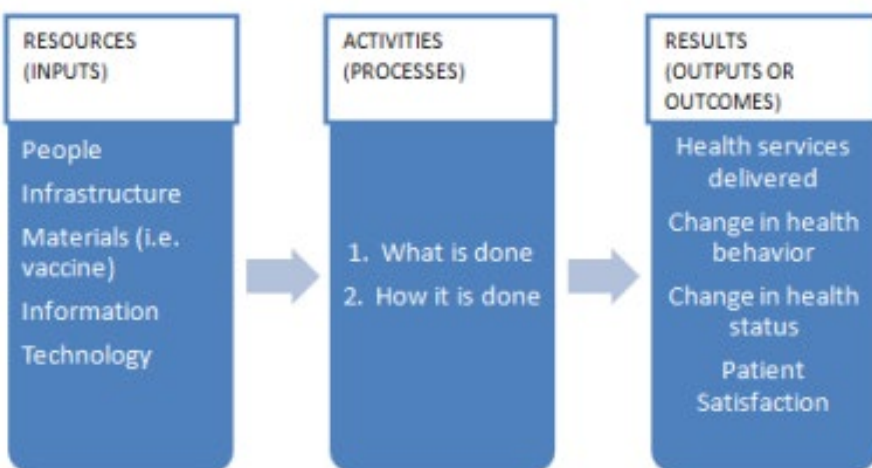 RESOURCES
(INPUTS)
People
Infrastructure
Materials (i.e.
vaccine)
Information
Technology
ACTIVITIES
(PROCESSES)
1. What is done
2. How it is done
RESULTS
(OUTPUTS OR
OUTCOMES)
Health services
delivered
Change in health
behavior
Change in health
status
Patient
Satisfaction